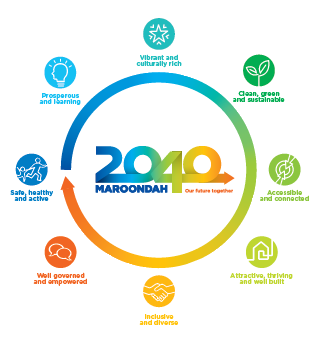 Vibrant and
culturally rich
Prosperous
and learning
Clean, green
and sustainable
2040
MAROONDAH
Our future together
Safe, healthy
and active
Accessible
and connected
Well governed
and empowered
Attractive, thriving
and well built
Inclusive
and diverse